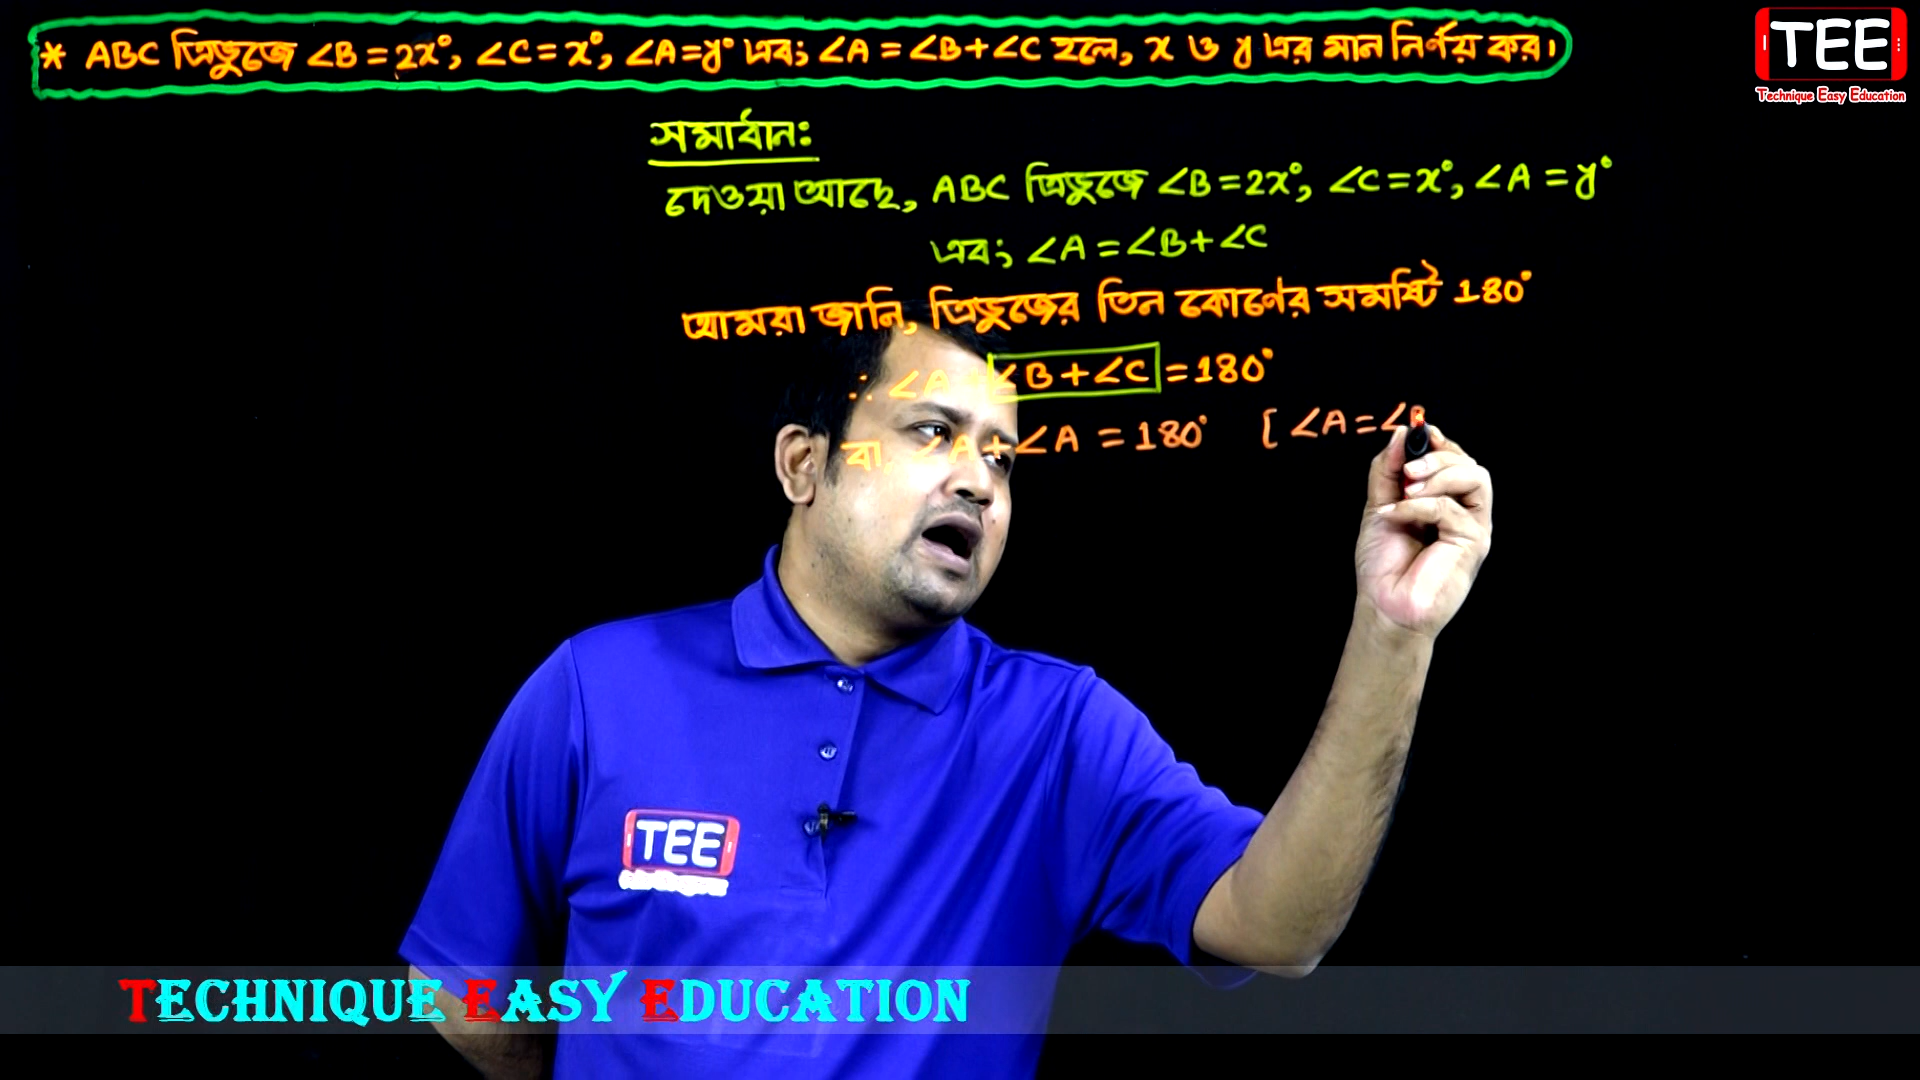 * ABC ত্রিভুজে ∠B = 2x°, ∠C = x°, ∠A = y° এবং ∠A = ∠B + ∠C হলে, x ও y এর মান নির্ণয় কর।
TEE
Technique Easy Education
সমাধান:
দেওয়া আছে, ABC ত্রিভুজে ∠B = 2x°, ∠C = x°, ∠A = y°
এবং ∠A = ∠B + ∠C
আমরা জানি, ত্রিভুজের তিন কোণের সমষ্টি 180°
∴ ∠A + ∠B + ∠C = 180°
বা, ∠A + ∠A = 180° [ ∠A = ∠B
TEE
TECHNIQUE EASY EDUCATION